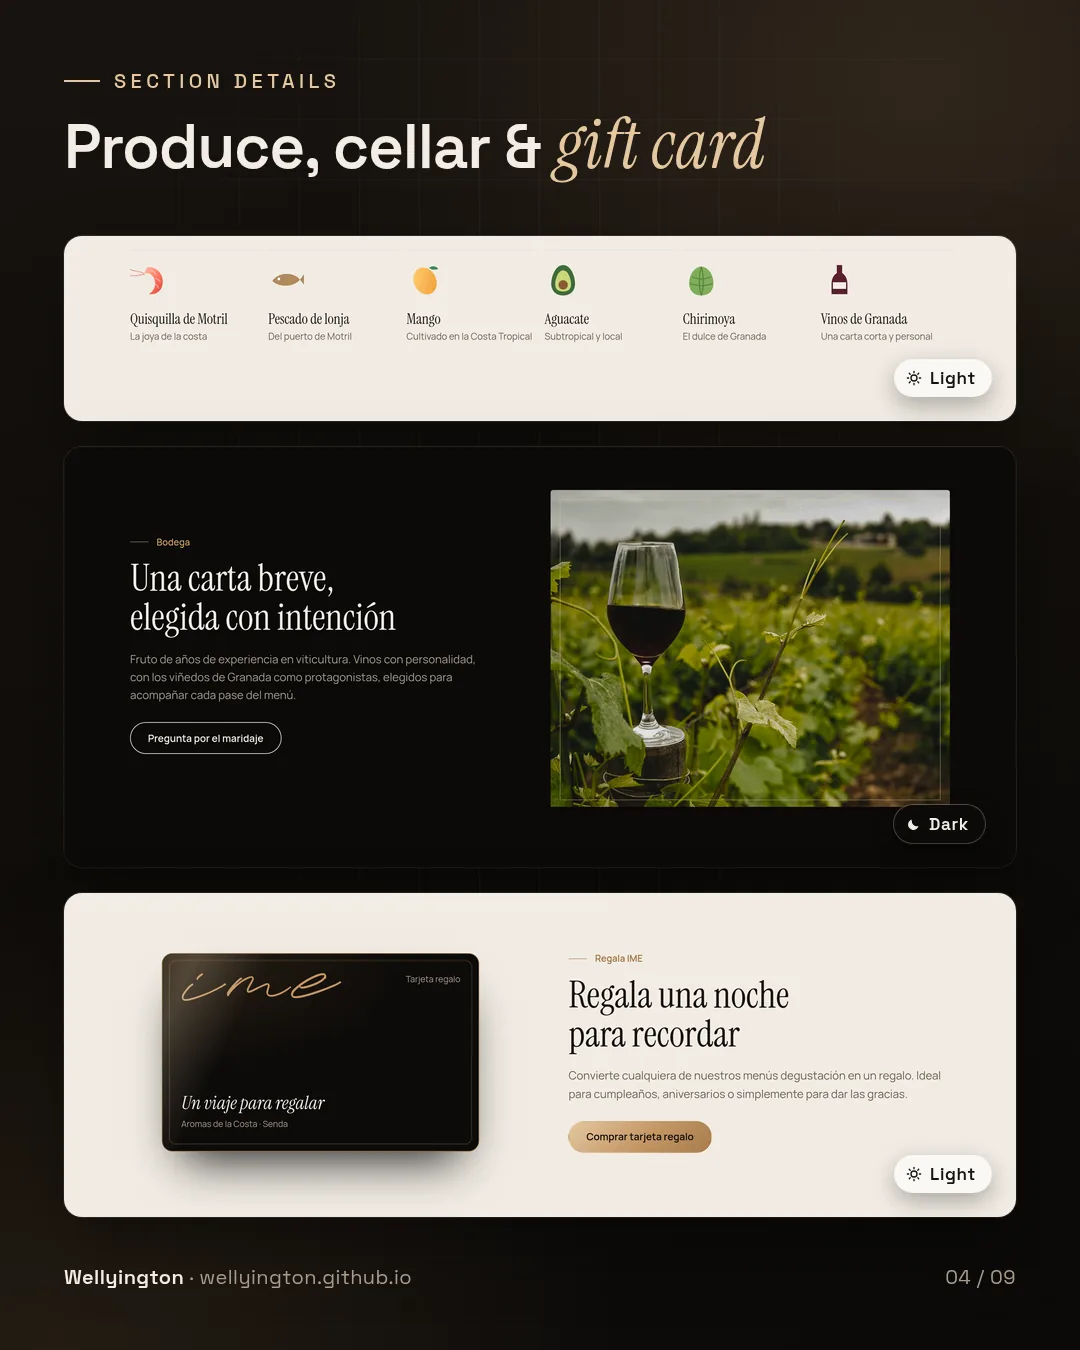 SECTION DETAILS
Produce, cellar & gift card
Quisquilla de Motril
La joya de la costa
Pescado de lonja
Del puerto de Motril
Mango
Cultivado en la Costa Tropical
Aguacate
Subtropical y local
Chirimoya
El dulce de Granada
Vinos de Granada
Una carta corta y personal
Light
Bodega
Una carta breve,
elegida con intención
Fruto de años de experiencia en viticultura. Vinos con personalidad,
con los viñedos de Granada como protagonistas, elegidos para
acompañar cada pase del menú.
Pregunta por el maridaje
Dark
ime
Tarjeta regalo
Un viaje para regalar
Aromas de la Costa · Senda
Regala IME
Regala una noche
para recordar
Convierte cualquiera de nuestros menús degustación en un regalo. Ideal
para cumpleaños, aniversarios o simplemente para dar las gracias.
Comprar tarjeta regalo
Light
Wellyington · wellyington.github.io
04 / 09